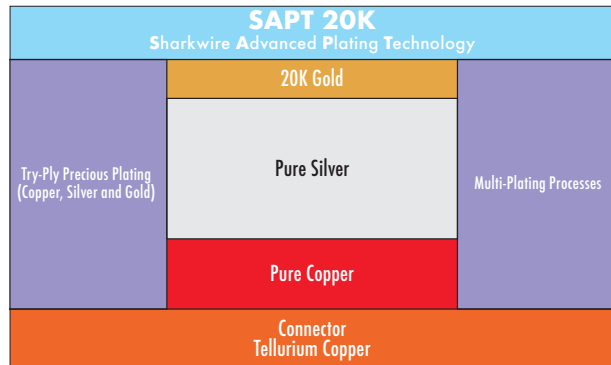 SAPT 20K
Sharkwire Advanced Plating Technology
20K Gold
Try-Ply Precious Plating
(Copper, Silver and Gold)
Pure Silver
Multi-Plating Processes
Pure Copper
Connector
Tellurium Copper